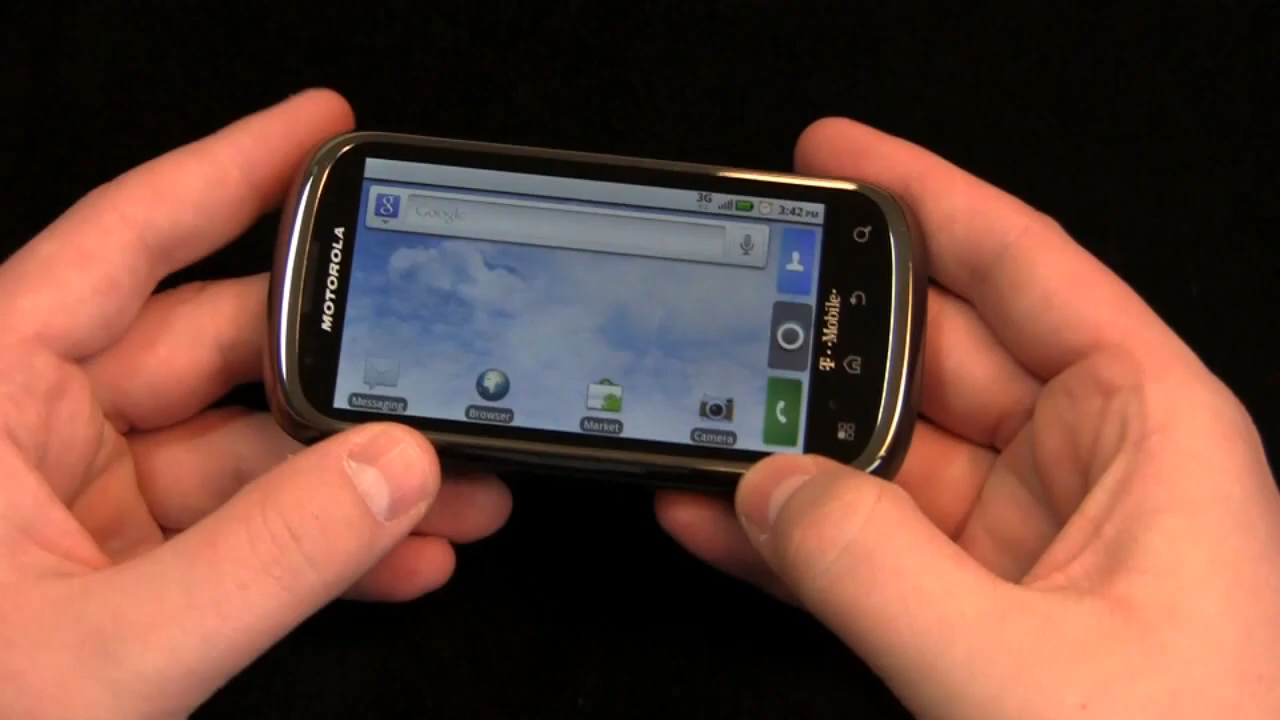 MOTOROLA
3G
3:42 PM
g
Google
Messaging
Browser
Market
Camera
T··Mobile·